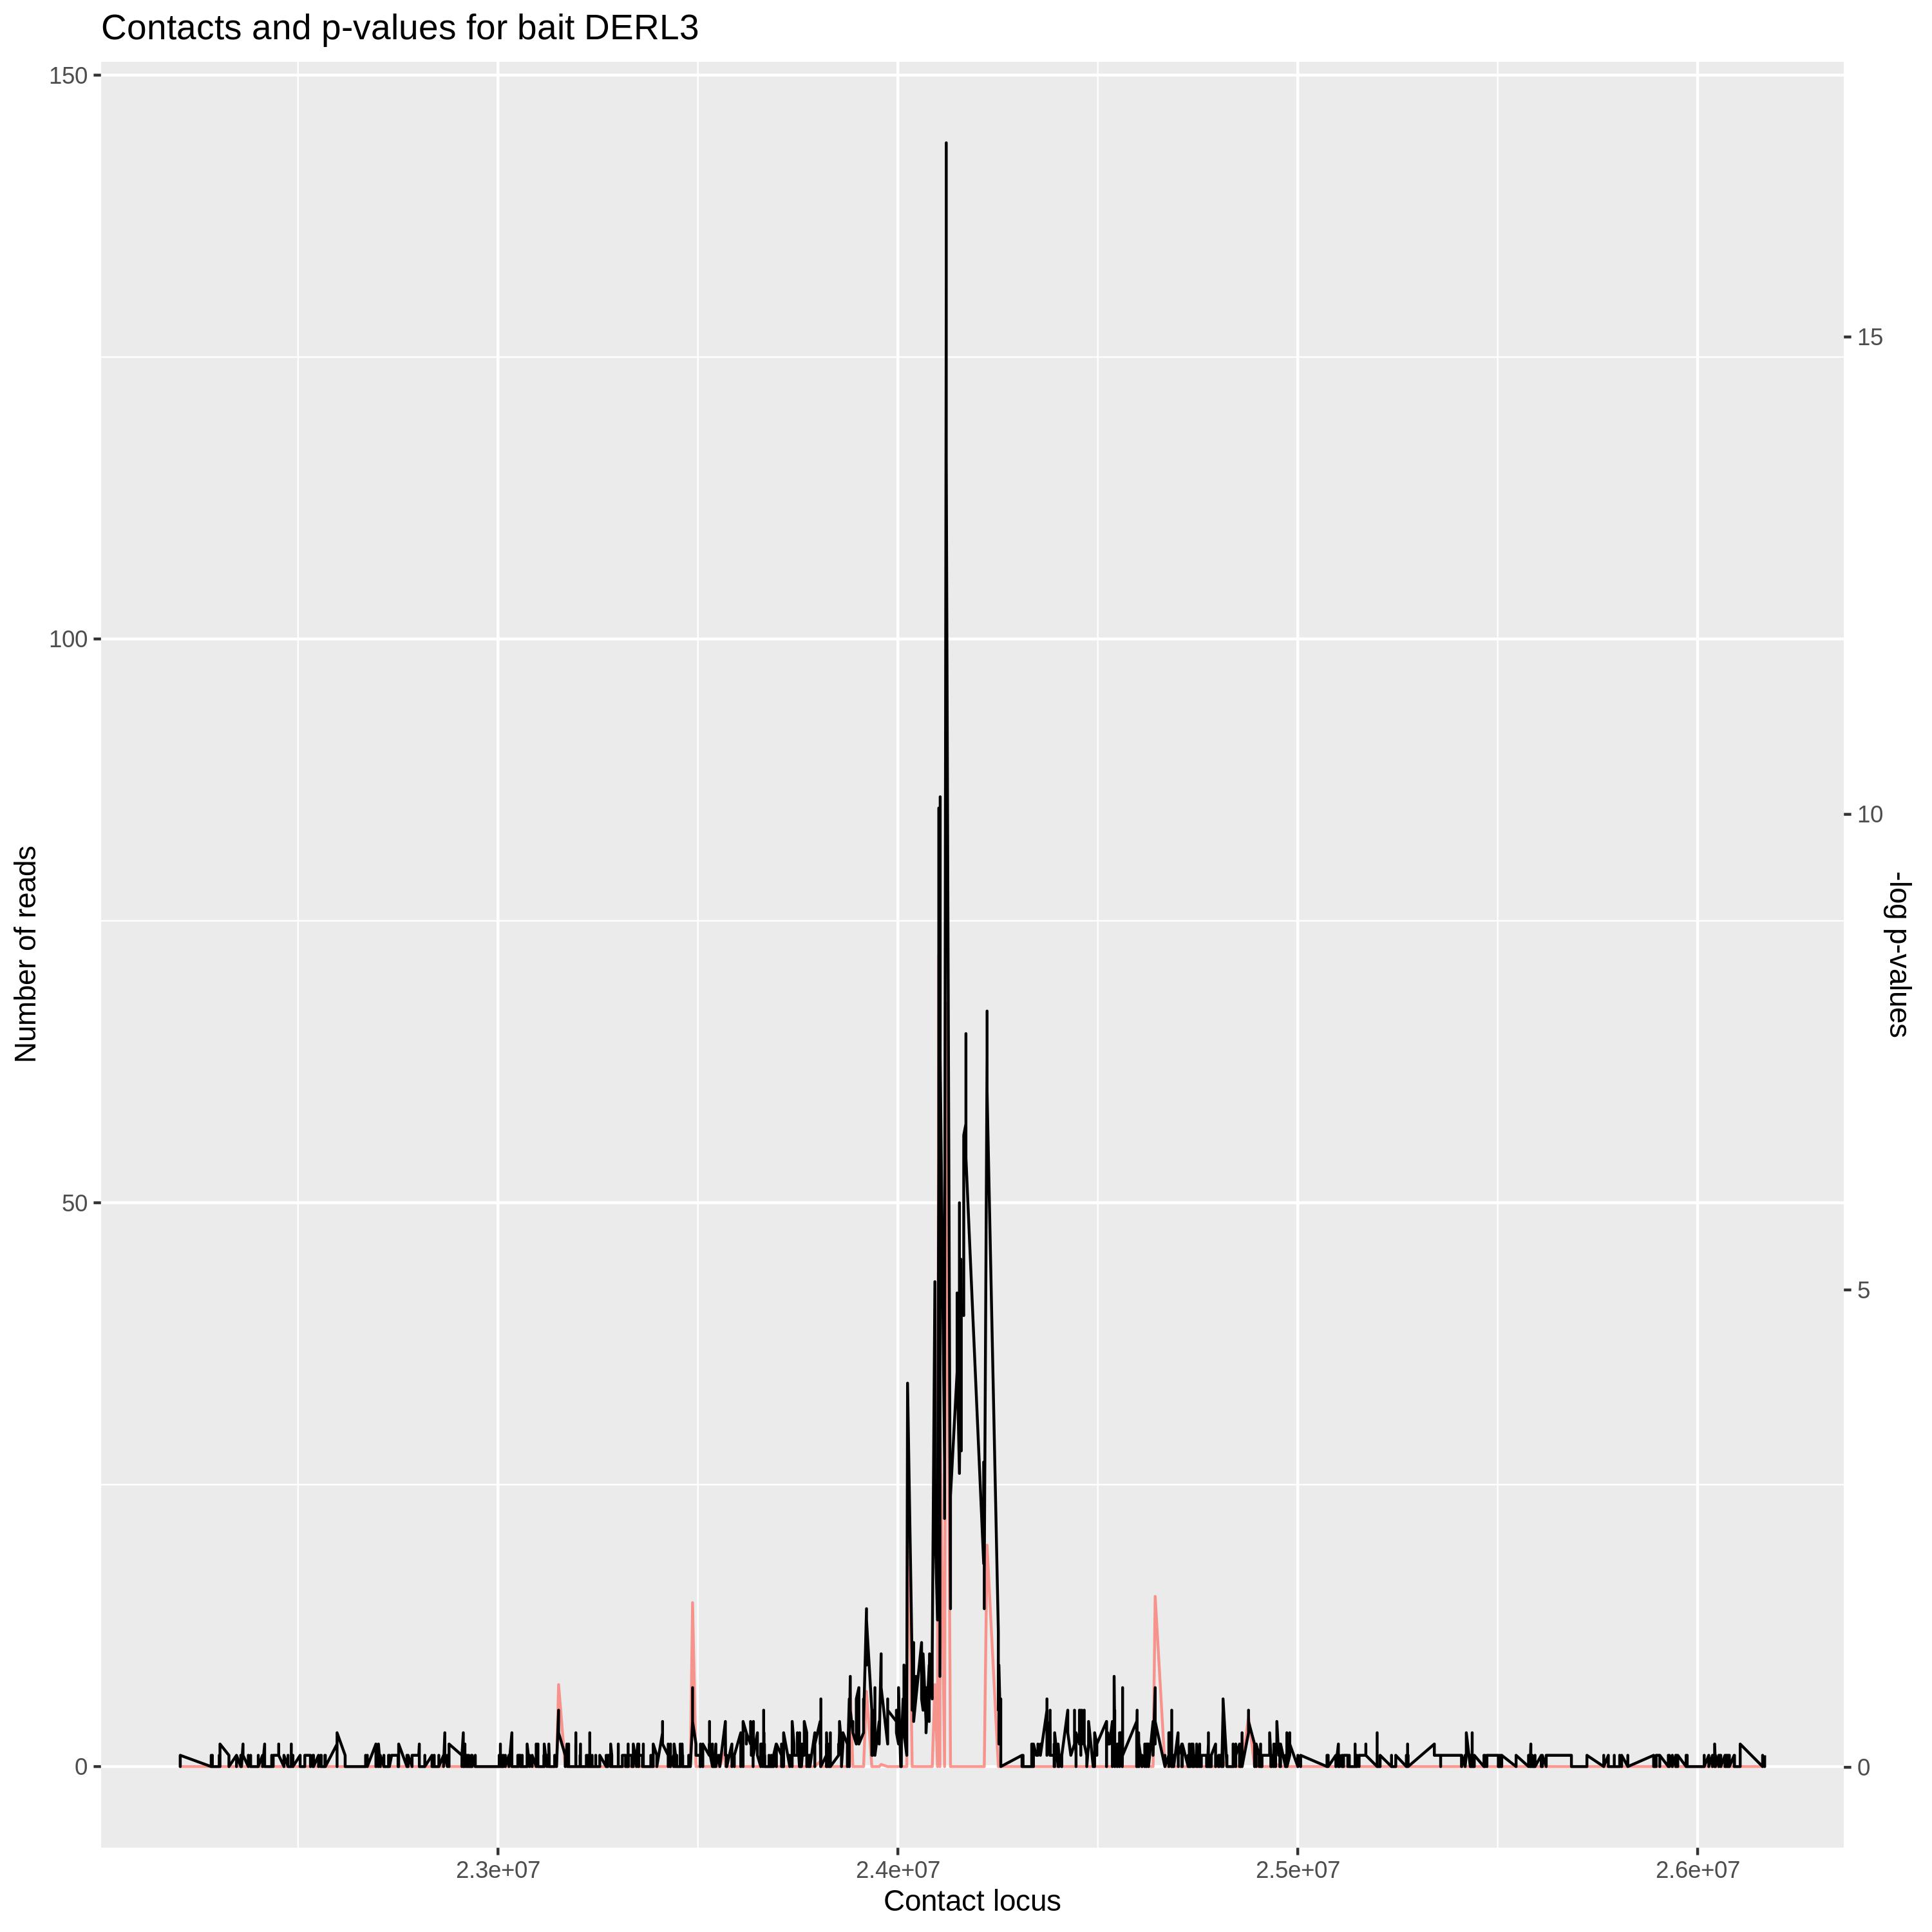 Contacts and p-values for bait DERL3
150
100
50
0
Number of reads
15
10
5
0
-log p-values
2.3e+07
2.4e+07
2.5e+07
2.6e+07
Contact locus